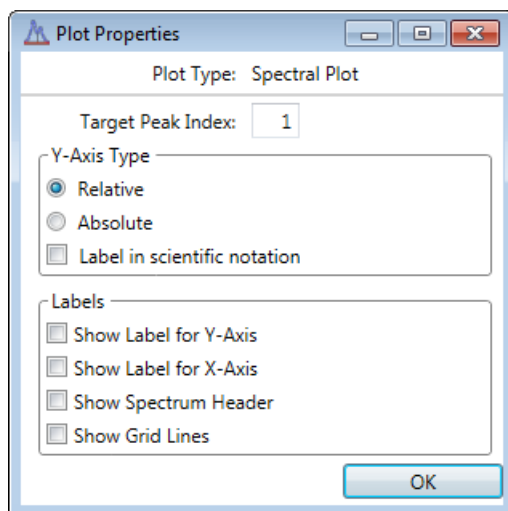 Plot Properties
Plot Type: Spectral Plot
Target Peak Index: 1
Y-Axis Type
Relative
Absolute
Label in scientific notation
Labels
Show Label for Y-Axis
Show Label for X-Axis
Show Spectrum Header
Show Grid Lines
OK